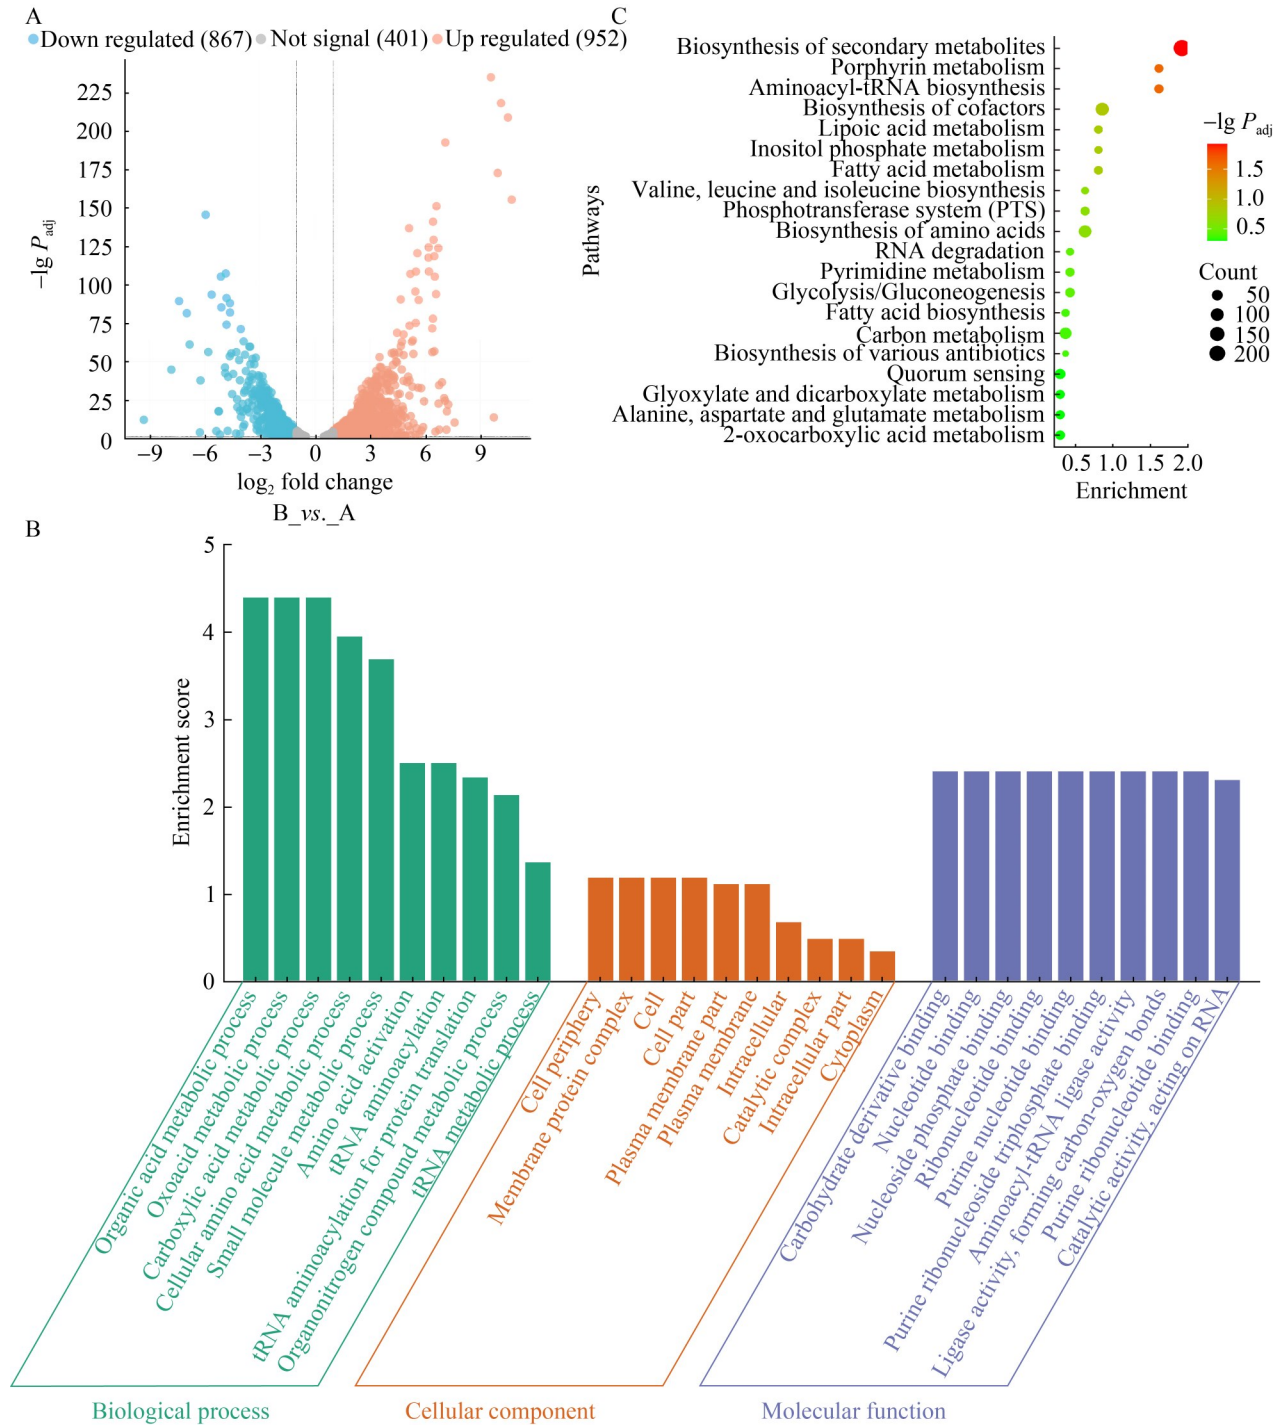 A
Down regulated (867) Not signal (401) Up regulated (952)
−lg Padj
225
200
175
150
125
100
75
50
25
0
−9 −6 −3 0 3 6 9
log2 fold change
B_vs._A
C
Pathways
Biosynthesis of secondary metabolites
Porphyrin metabolism
Aminoacyl-tRNA biosynthesis
Biosynthesis of cofactors
Lipoic acid metabolism
Inositol phosphate metabolism
Fatty acid metabolism
Valine, leucine and isoleucine biosynthesis
Phosphotransferase system (PTS)
Biosynthesis of amino acids
RNA degradation
Pyrimidine metabolism
Glycolysis/Gluconeogenesis
Fatty acid biosynthesis
Carbon metabolism
Biosynthesis of various antibiotics
Quorum sensing
Glyoxylate and dicarboxylate metabolism
Alanine, aspartate and glutamate metabolism
2-oxocarboxylic acid metabolism
0.5 1.0 1.5 2.0
Enrichment
−lg Padj
1.5
1.0
0.5
Count
50
100
150
200
B
Enrichment score
5
4
3
2
1
0
Organic acid metabolic process
Oxoacid metabolic process
Carboxylic acid metabolic process
Cellular amino acid metabolic process
Small molecule metabolic process
Amino acid activation
tRNA aminoacylation
tRNA aminoacylation for protein translation
Organonitrogen compound metabolic process
tRNA metabolic process
Cell periphery
Membrane protein complex
Cell
Cell part
Plasma membrane part
Plasma membrane
Intracellular
Catalytic complex
Intracellular part
Cytoplasm
Carbohydrate derivative binding
Nucleotide binding
Nucleoside phosphate binding
Ribonucleotide binding
Purine nucleotide binding
Purine ribonucleoside triphosphate binding
Aminoacyl-tRNA ligase activity
Ligase activity, forming carbon-oxygen bonds
Purine ribonucleotide binding
Catalytic activity, acting on RNA
Biological process
Cellular component
Molecular function